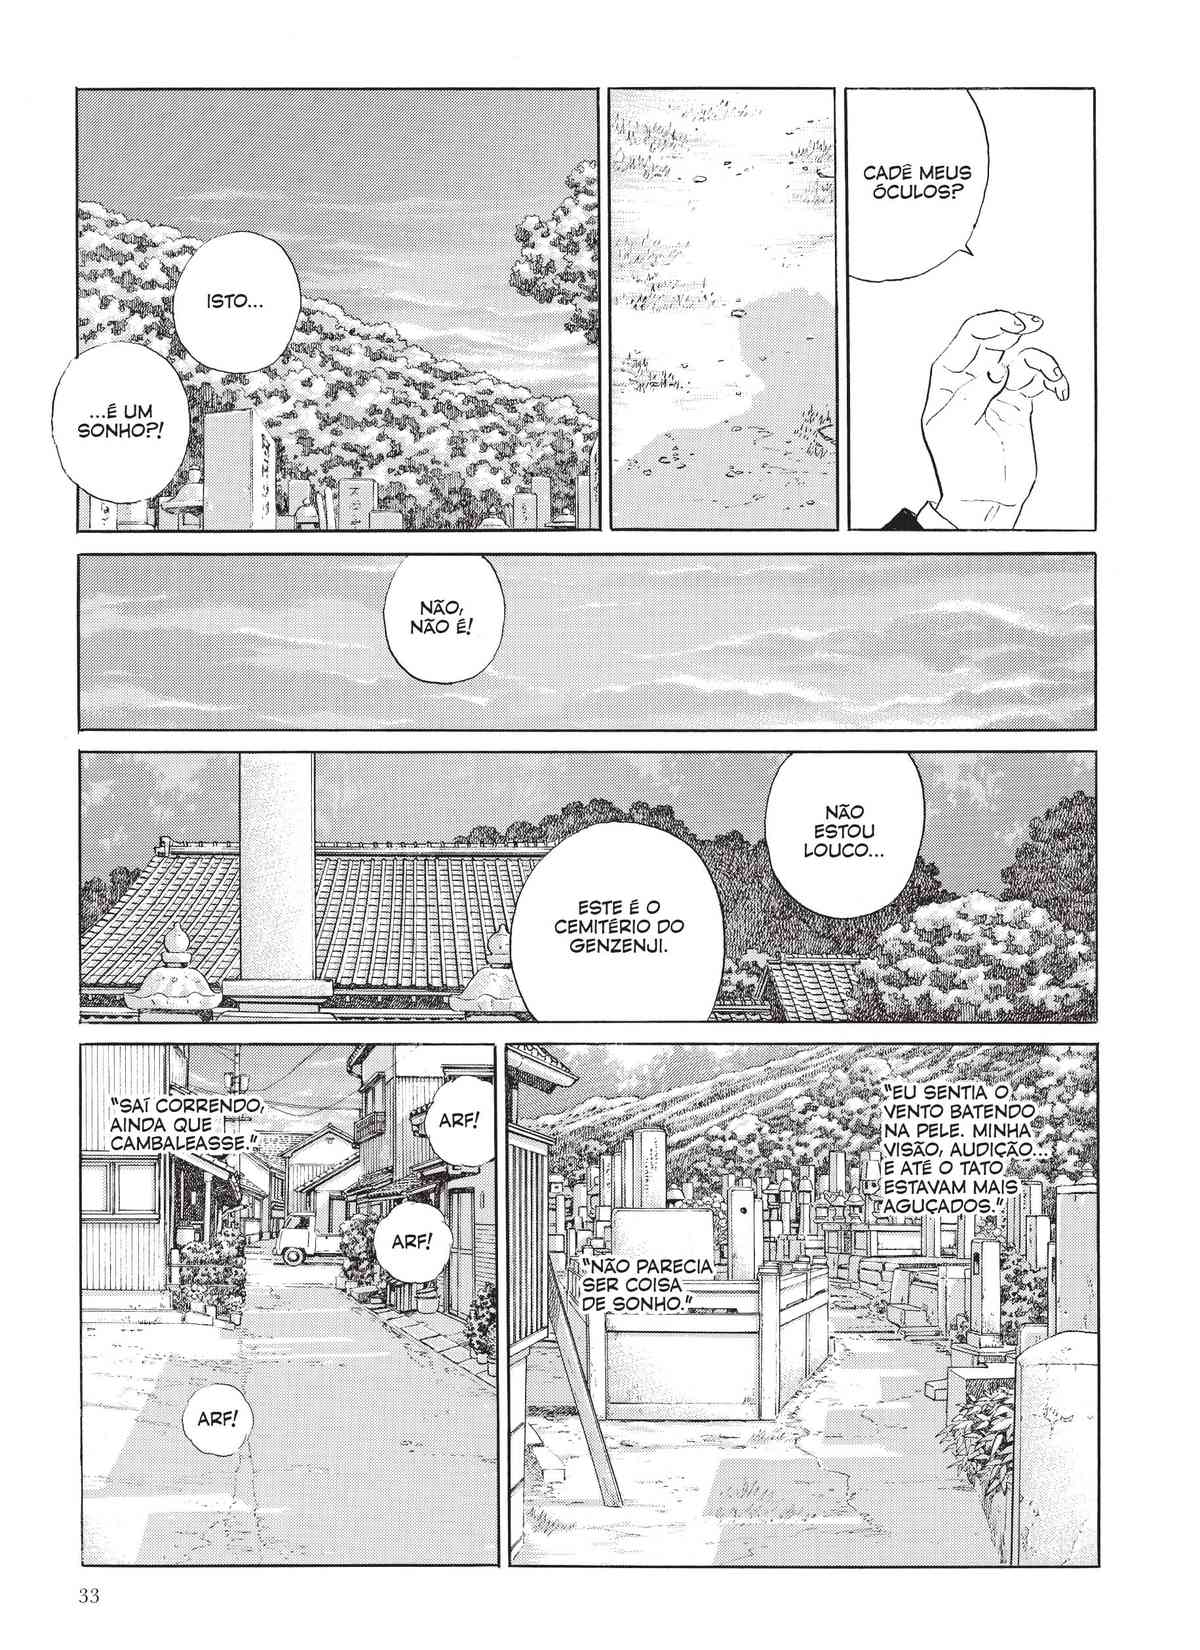 CADÊ MEUS
ÓCULOS?
ISTO...
...É UM
SONHO?!
NÃO,
NÃO É!
NÃO
ESTOU
LOUCO...
ESTE É O
CEMITÉRIO DO
GENZENJI.
"EU SENTIA O
VENTO BATENDO
NA PELE. MINHA
VISÃO, AUDIÇÃO...
E ATÉ O TATO
ESTAVAM MAIS
AGUÇADOS."
"NÃO PARECIA
SER COISA
DE SONHO."
"SAÍ CORRENDO,
AINDA QUE
CAMBALEASSE."
ARF!
ARF!
ARF!
33